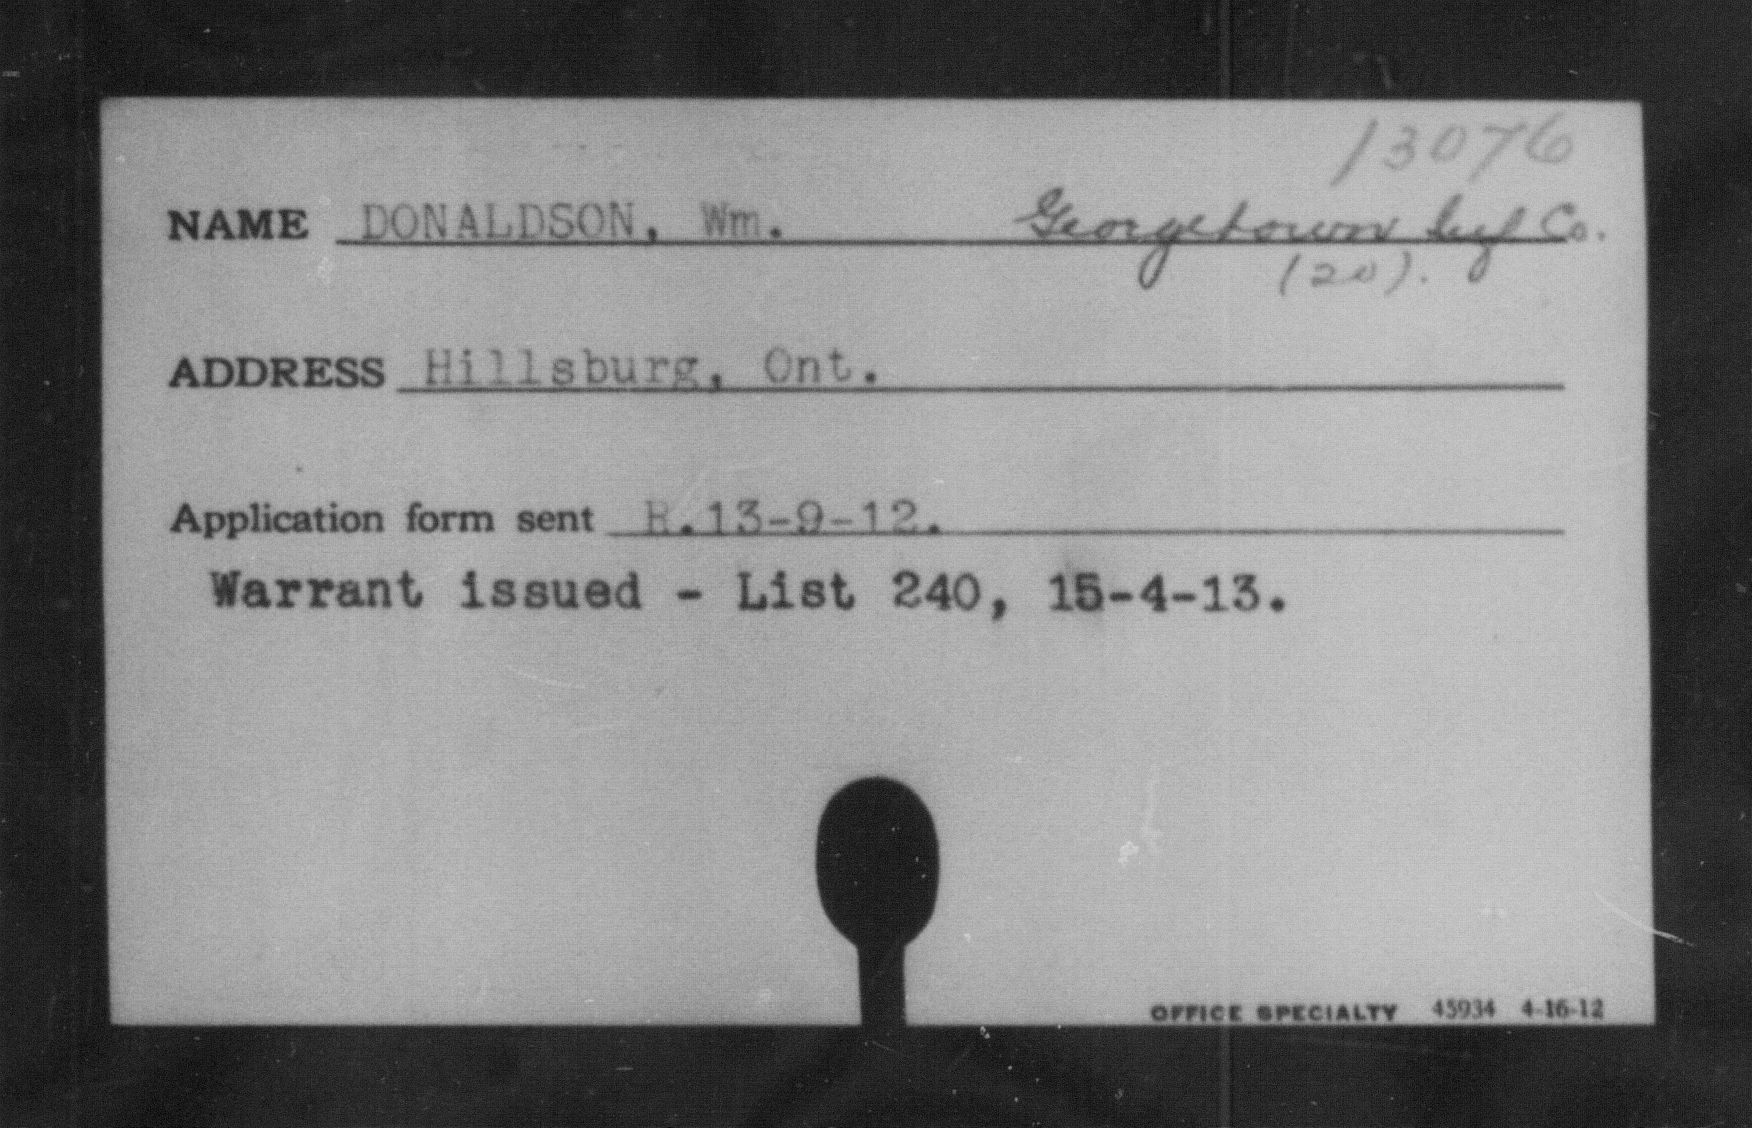 13076
NAME DONALDSON, Wm. Georgetown Inf Co.
(20).
ADDRESS Hillsburg, Ont.
Application form sent R.13-9-12.
Warrant issued - List 240, 15-4-13.
OFFICE SPECIALTY 45934 4-16-12